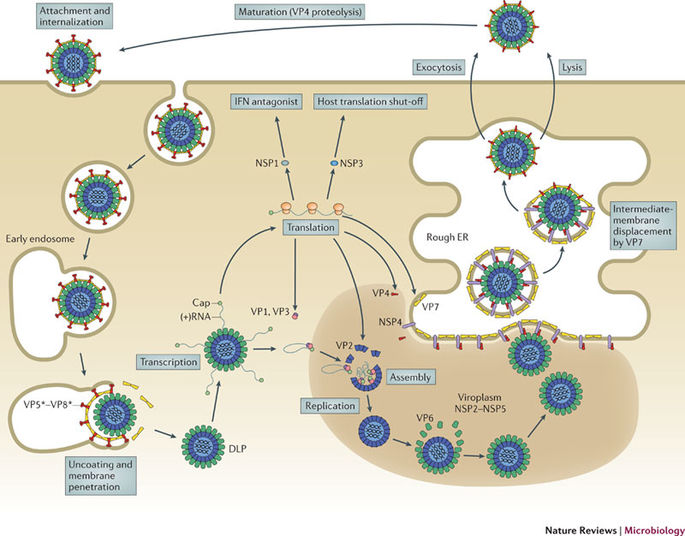 Attachment and
internalization
Maturation (VP4 proteolysis)
Exocytosis
Lysis
IFN antagonist
Host translation shut-off
NSP1
NSP3
Translation
Early endosome
Rough ER
Intermediate-
membrane
displacement
by VP7
Cap
(+)RNA
VP1, VP3
VP4
VP7
NSP4
Transcription
VP2
Assembly
Replication
Viroplasm
NSP2–NSP5
VP6
VP5*–VP8*
DLP
Uncoating and
membrane
penetration
Nature Reviews | Microbiology